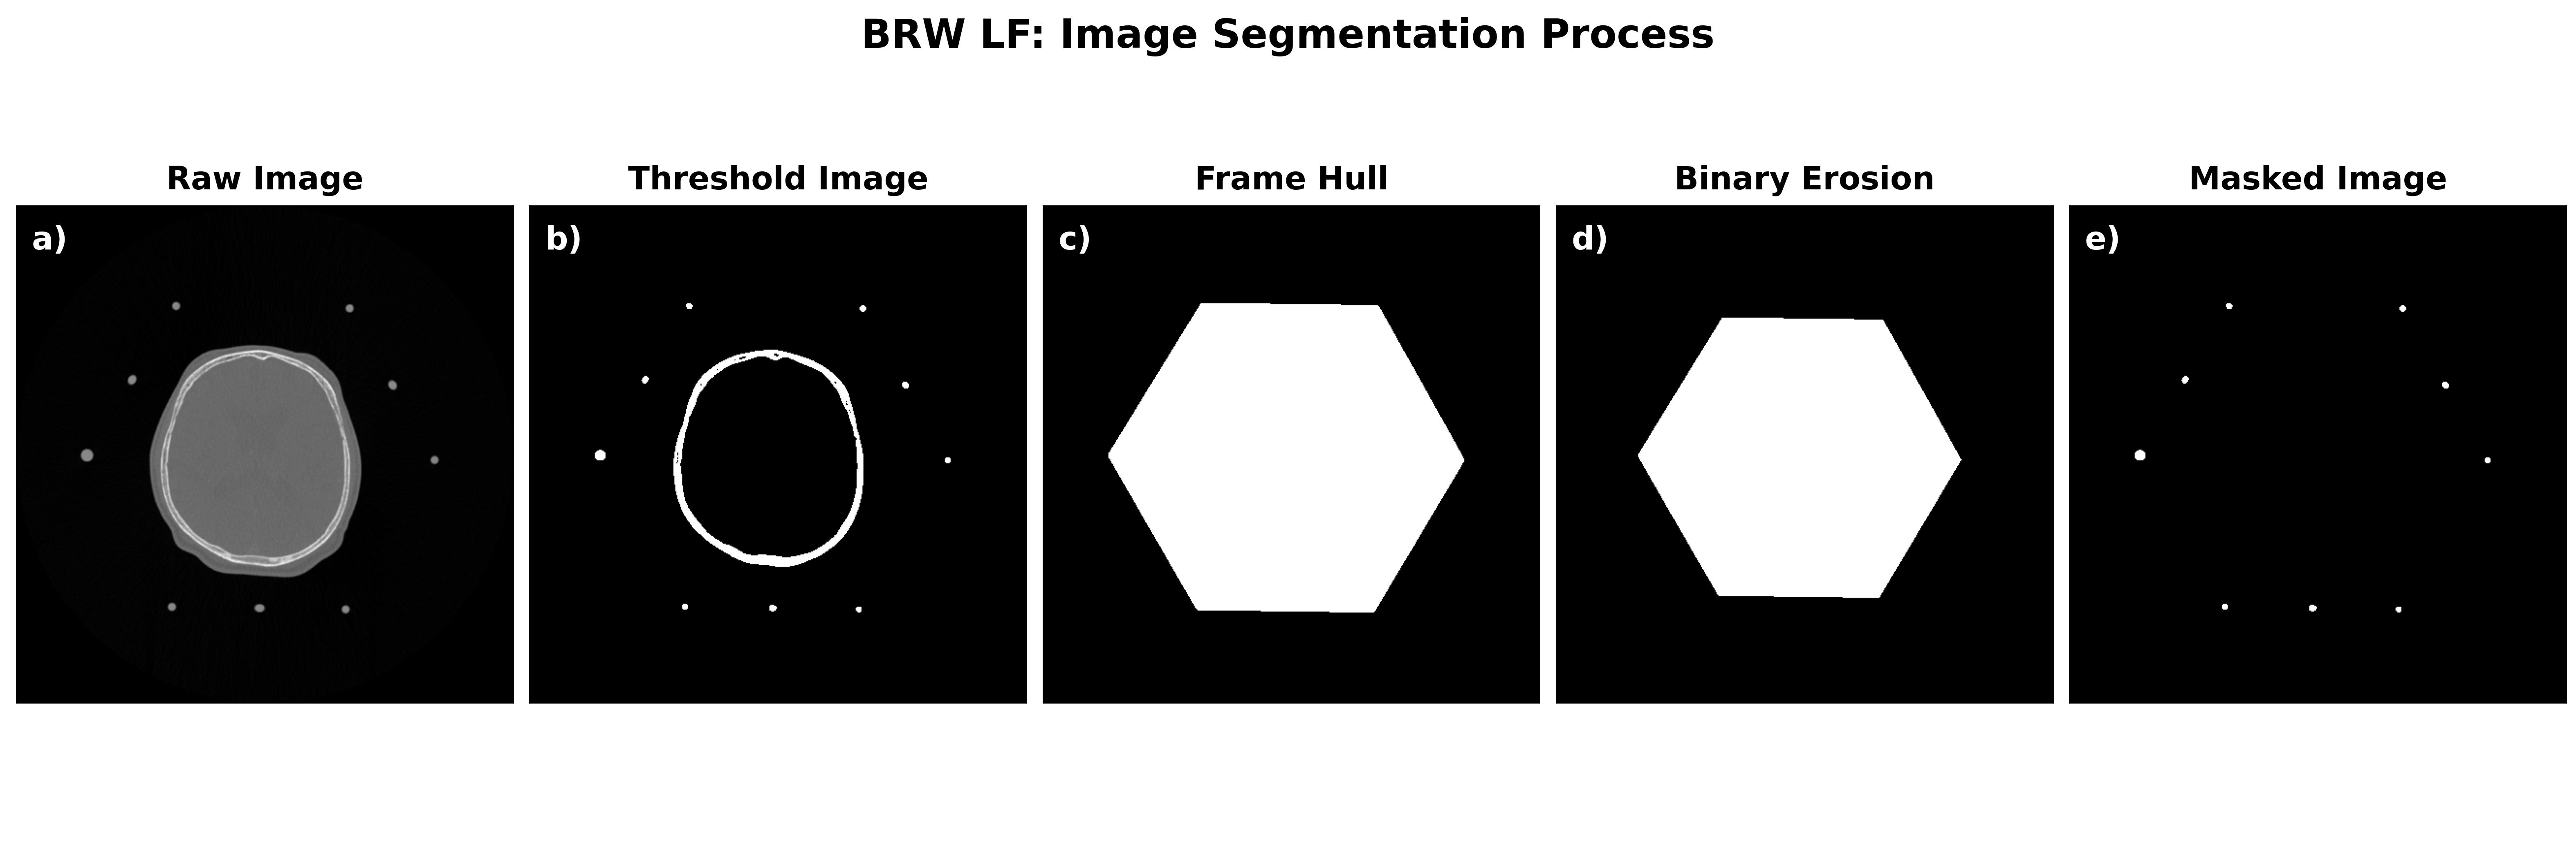 BRW LF: Image Segmentation Process
Raw Image
Threshold Image
Frame Hull
Binary Erosion
Masked Image
a)
b)
c)
d)
e)